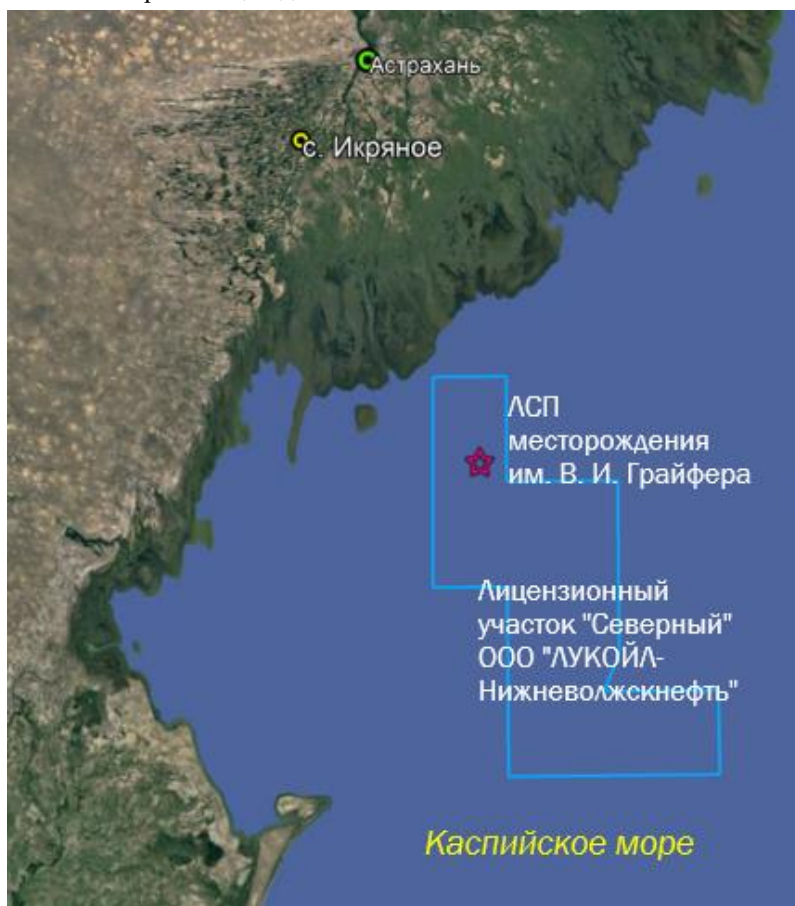 Астрахань
с. Икряное
ЛСП
месторождения
им. В. И. Грайфера
Лицензионный
участок "Северный"
ООО "ЛУКОЙЛ-
Нижневолжскнефть"
Каспийское море